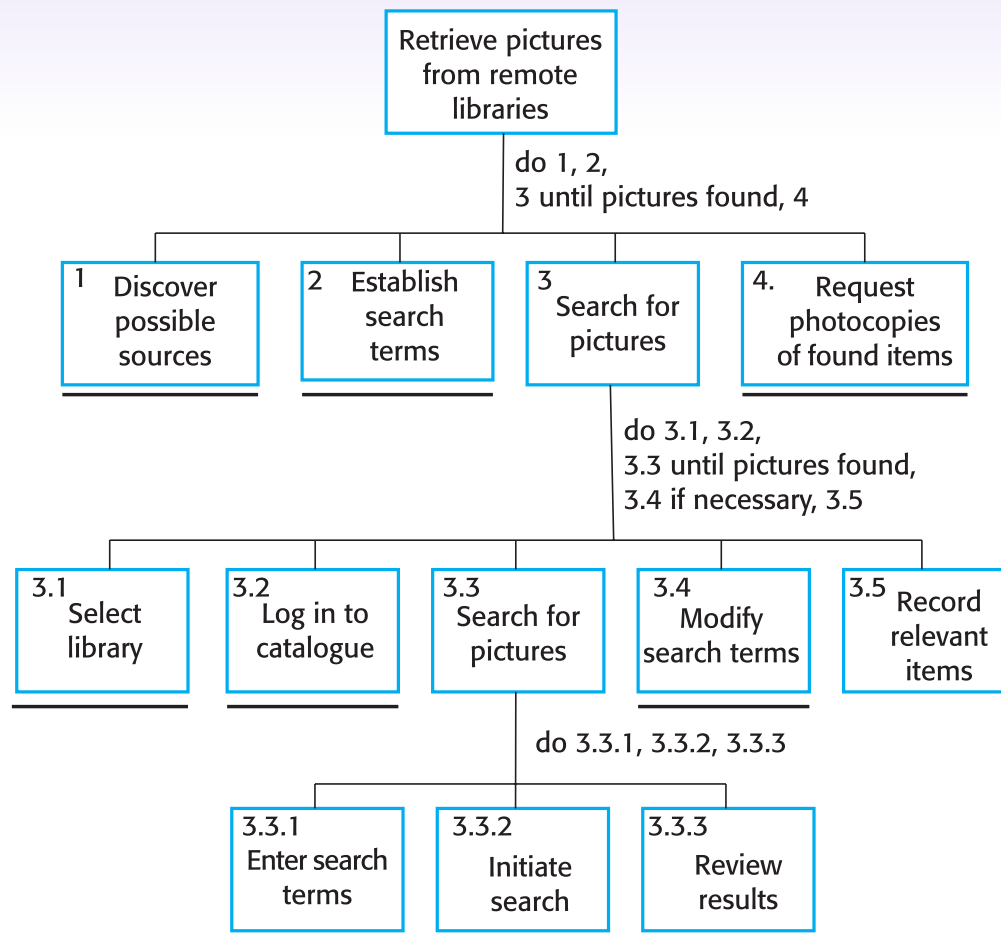 Retrieve pictures
from remote
libraries
do 1, 2,
3 until pictures found, 4
1
Discover
possible
sources
2
Establish
search
terms
3
Search for
pictures
4.
Request
photocopies
of found items
do 3.1, 3.2,
3.3 until pictures found,
3.4 if necessary, 3.5
3.1
Select
library
3.2
Log in to
catalogue
3.3
Search for
pictures
3.4
Modify
search terms
3.5
Record
relevant
items
do 3.3.1, 3.3.2, 3.3.3
3.3.1
Enter search
terms
3.3.2
Initiate
search
3.3.3
Review
results